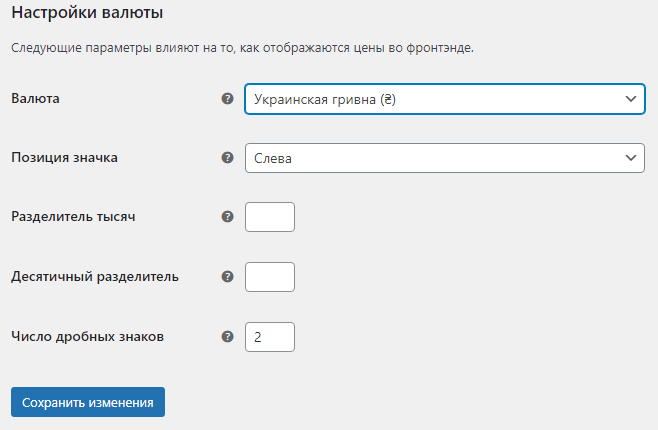 Настройки валюты
Следующие параметры влияют на то, как отображаются цены во фронтэнде.
Валюта ? Украинская гривна (₴)
Позиция значка ? Слева
Разделитель тысяч ?
Десятичный разделитель ?
Число дробных знаков ? 2
Сохранить изменения